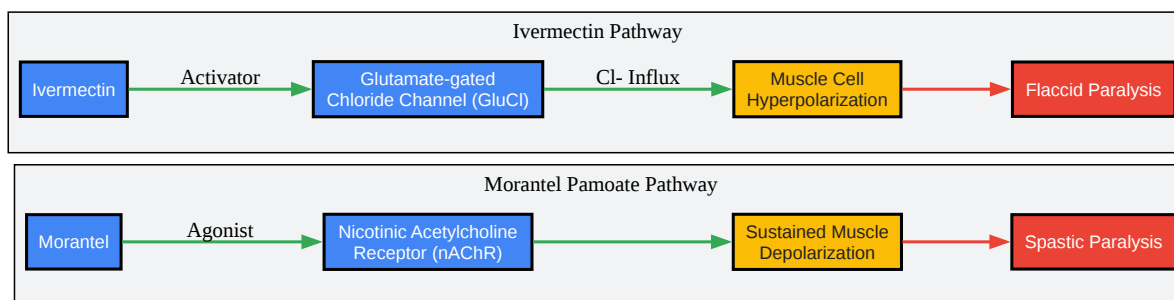 Ivermectin Pathway
Ivermectin
Activator
Glutamate-gated
Chloride Channel (GluCl)
Cl- Influx
Muscle Cell
Hyperpolarization
Flaccid Paralysis
Morantel Pamoate Pathway
Morantel
Agonist
Nicotinic Acetylcholine
Receptor (nAChR)
Sustained Muscle
Depolarization
Spastic Paralysis